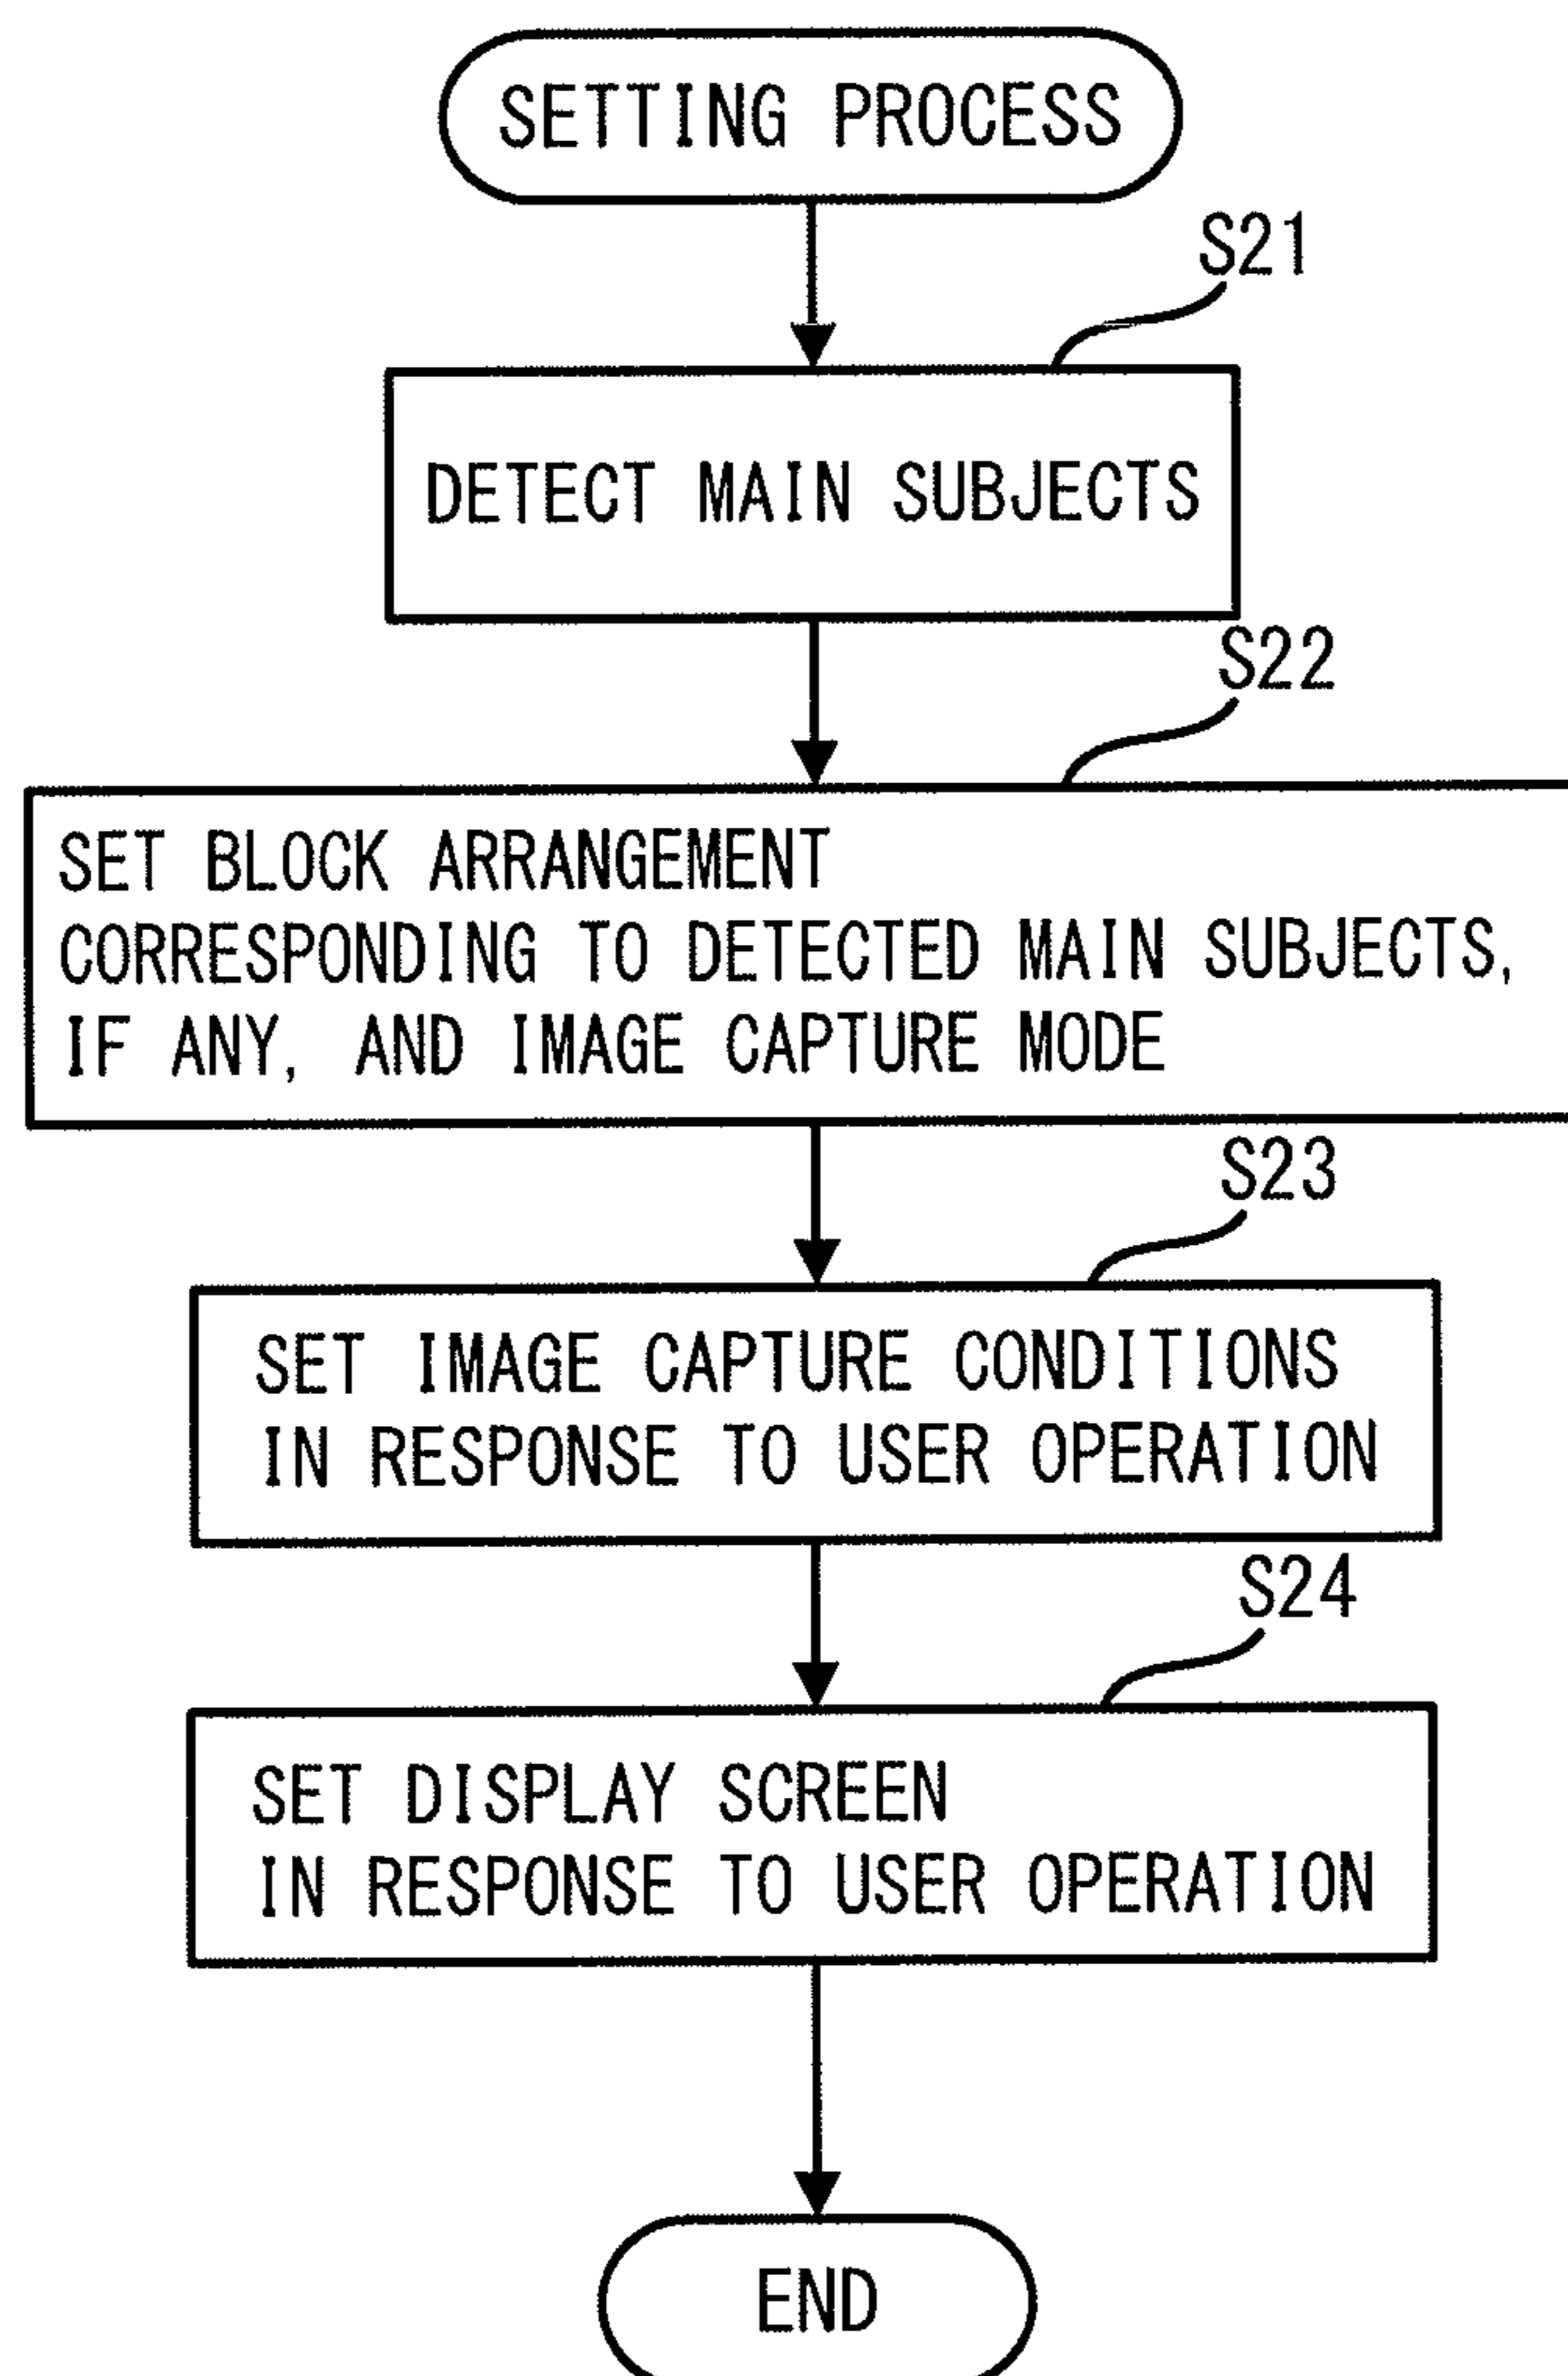 SETTING PROCESS
S21
DETECT MAIN SUBJECTS
S22
SET BLOCK ARRANGEMENT
CORRESPONDING TO DETECTED MAIN SUBJECTS,
IF ANY, AND IMAGE CAPTURE MODE
S23
SET IMAGE CAPTURE CONDITIONS
IN RESPONSE TO USER OPERATION
S24
SET DISPLAY SCREEN
IN RESPONSE TO USER OPERATION
END